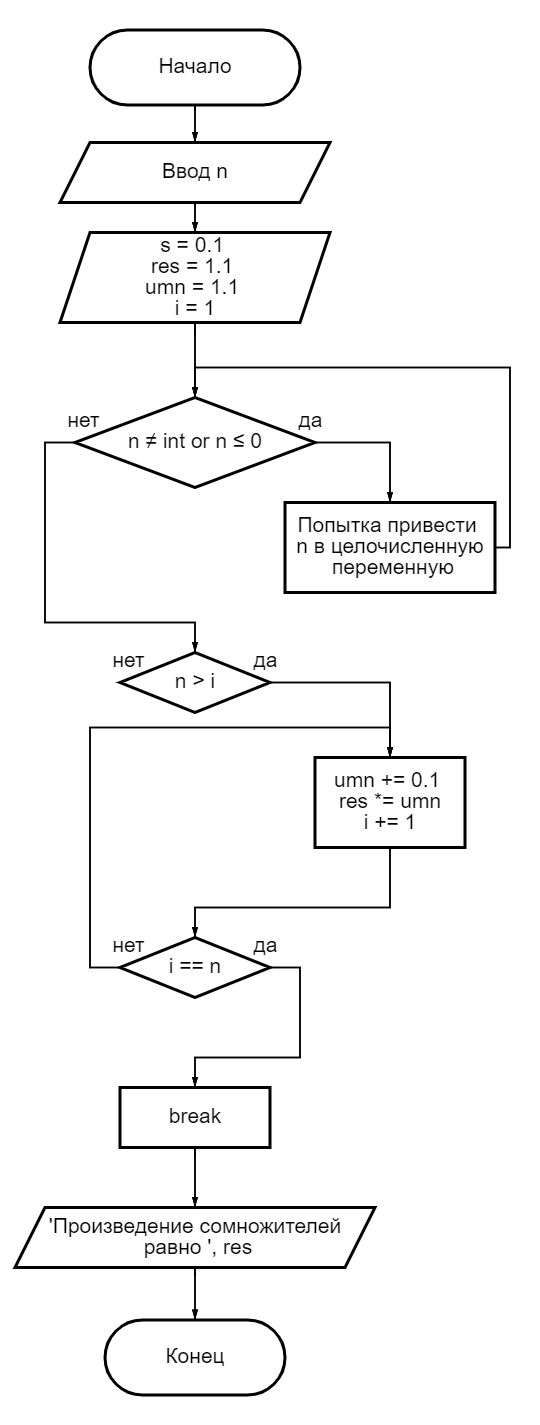 Начало
Ввод n
s = 0.1
res = 1.1
umn = 1.1
i = 1
нет
да
n ≠ int or n ≤ 0
Попытка привести
n в целочисленную
переменную
нет
да
n > i
umn += 0.1
res *= umn
i += 1
нет
да
i == n
break
'Произведение сомножителей
равно ', res
Конец